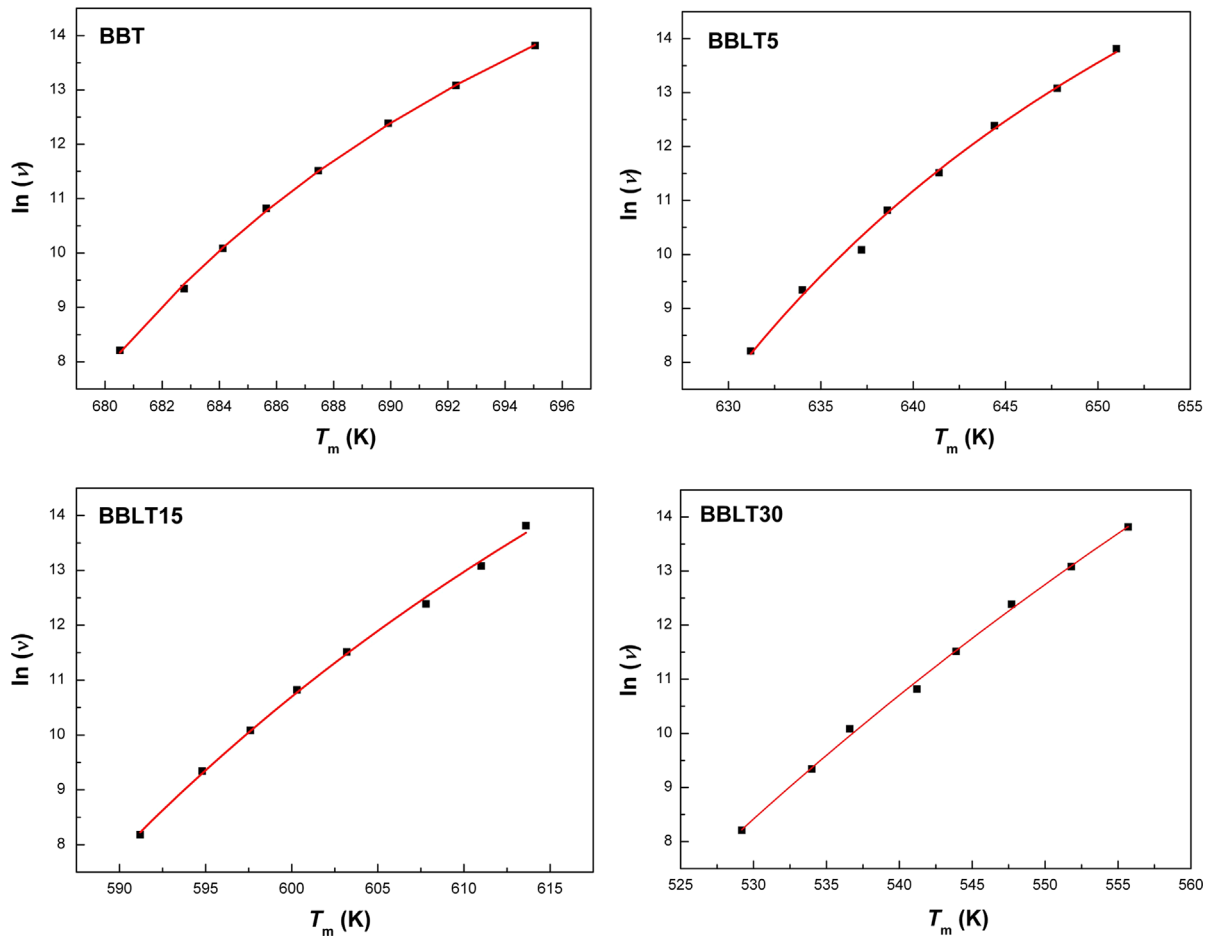 BBT
14
13
12
11
10
9
8
ln (ν)
680 682 684 686 688 690 692 694 696
Tm (K)
BBLT5
14
13
12
11
10
9
8
ln (ν)
630 635 640 645 650 655
Tm (K)
BBLT15
14
13
12
11
10
9
8
ln (ν)
590 595 600 605 610 615
Tm (K)
BBLT30
14
13
12
11
10
9
8
ln (ν)
525 530 535 540 545 550 555 560
Tm (K)